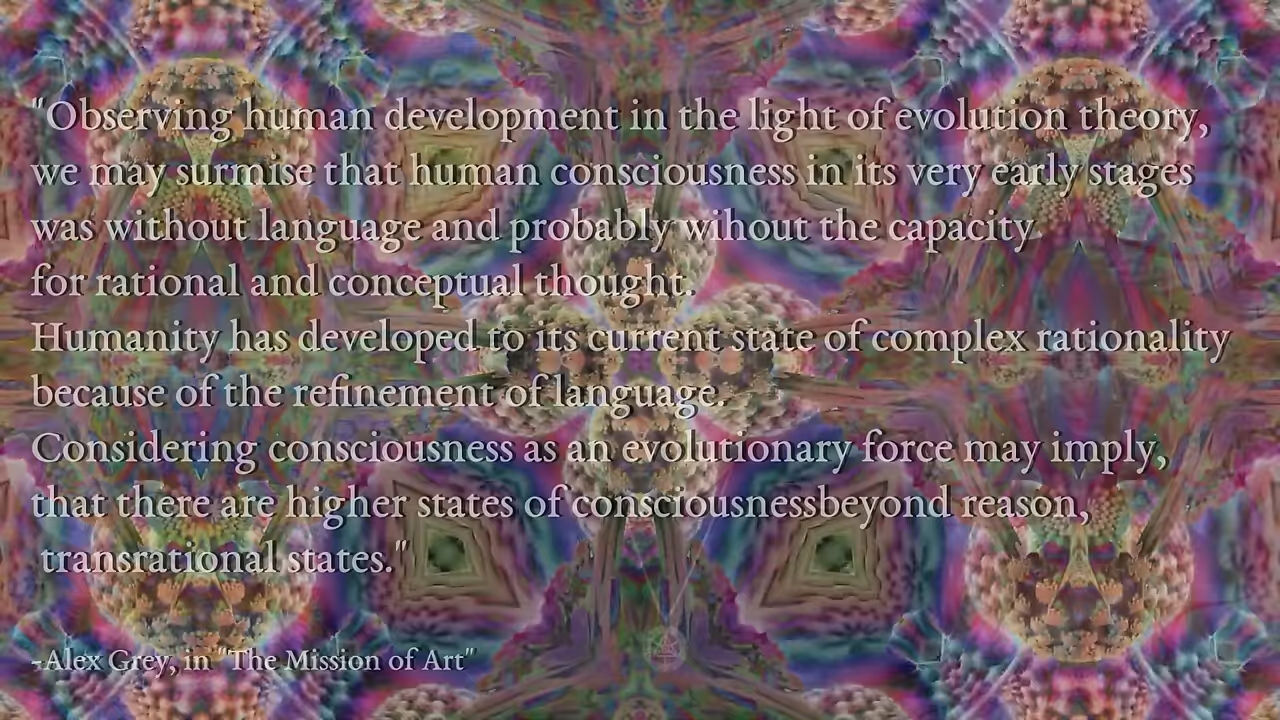 "Observing human development in the light of evolution theory,
we may surmise that human consciousness in its very early stages
was without language and probably wihout the capacity
for rational and conceptual thought.
Humanity has developed to its current state of complex rationality
because of the refinement of language.
Considering consciousness as an evolutionary force may imply,
that there are higher states of consciousnessbeyond reason,
transrational states."
-Alex Grey, in "The Mission of Art"